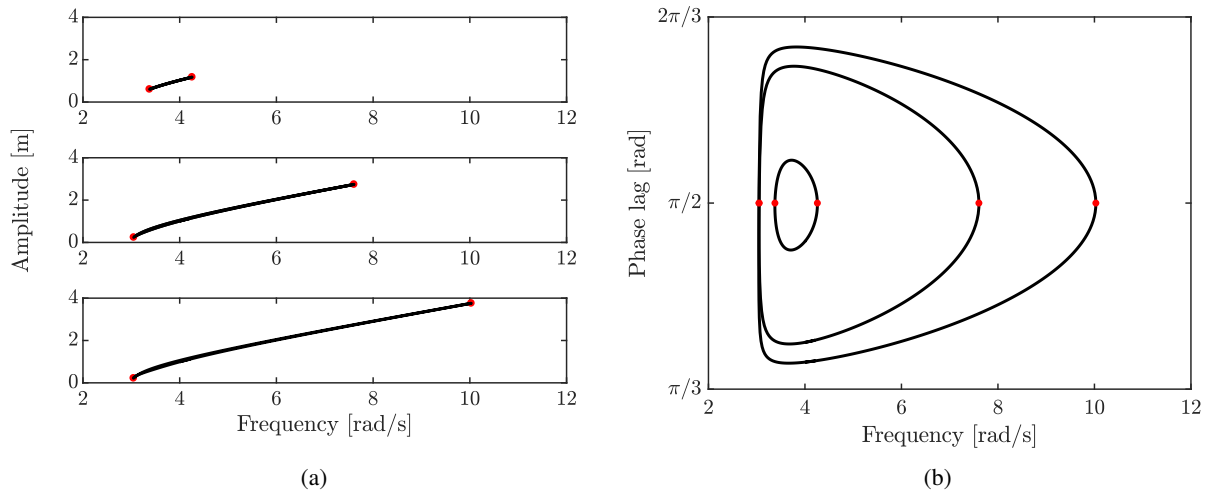 4
2
0
2 4 6 8 10 12
4
2
0
2 4 6 8 10 12
4
2
0
2 4 6 8 10 12
Amplitude [m]
Frequency [rad/s]
(a)
2π/3
π/2
π/3
2 4 6 8 10 12
Phase lag [rad]
Frequency [rad/s]
(b)